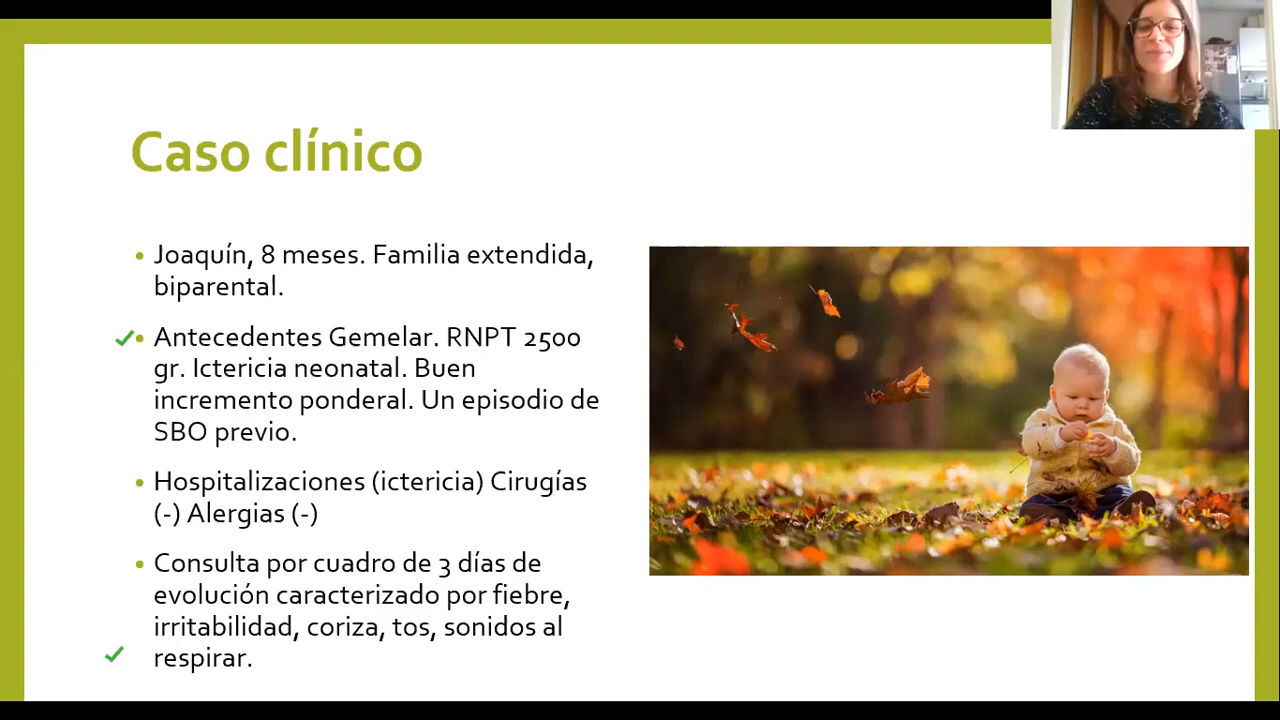 Caso clínico
Joaquín, 8 meses. Familia extendida,
biparental.
Antecedentes Gemelar. RNPT 2500
gr. Ictericia neonatal. Buen
incremento ponderal. Un episodio de
SBO previo.
Hospitalizaciones (ictericia) Cirugías
(-) Alergias (-)
Consulta por cuadro de 3 días de
evolución caracterizado por fiebre,
irritabilidad, coriza, tos, sonidos al
respirar.